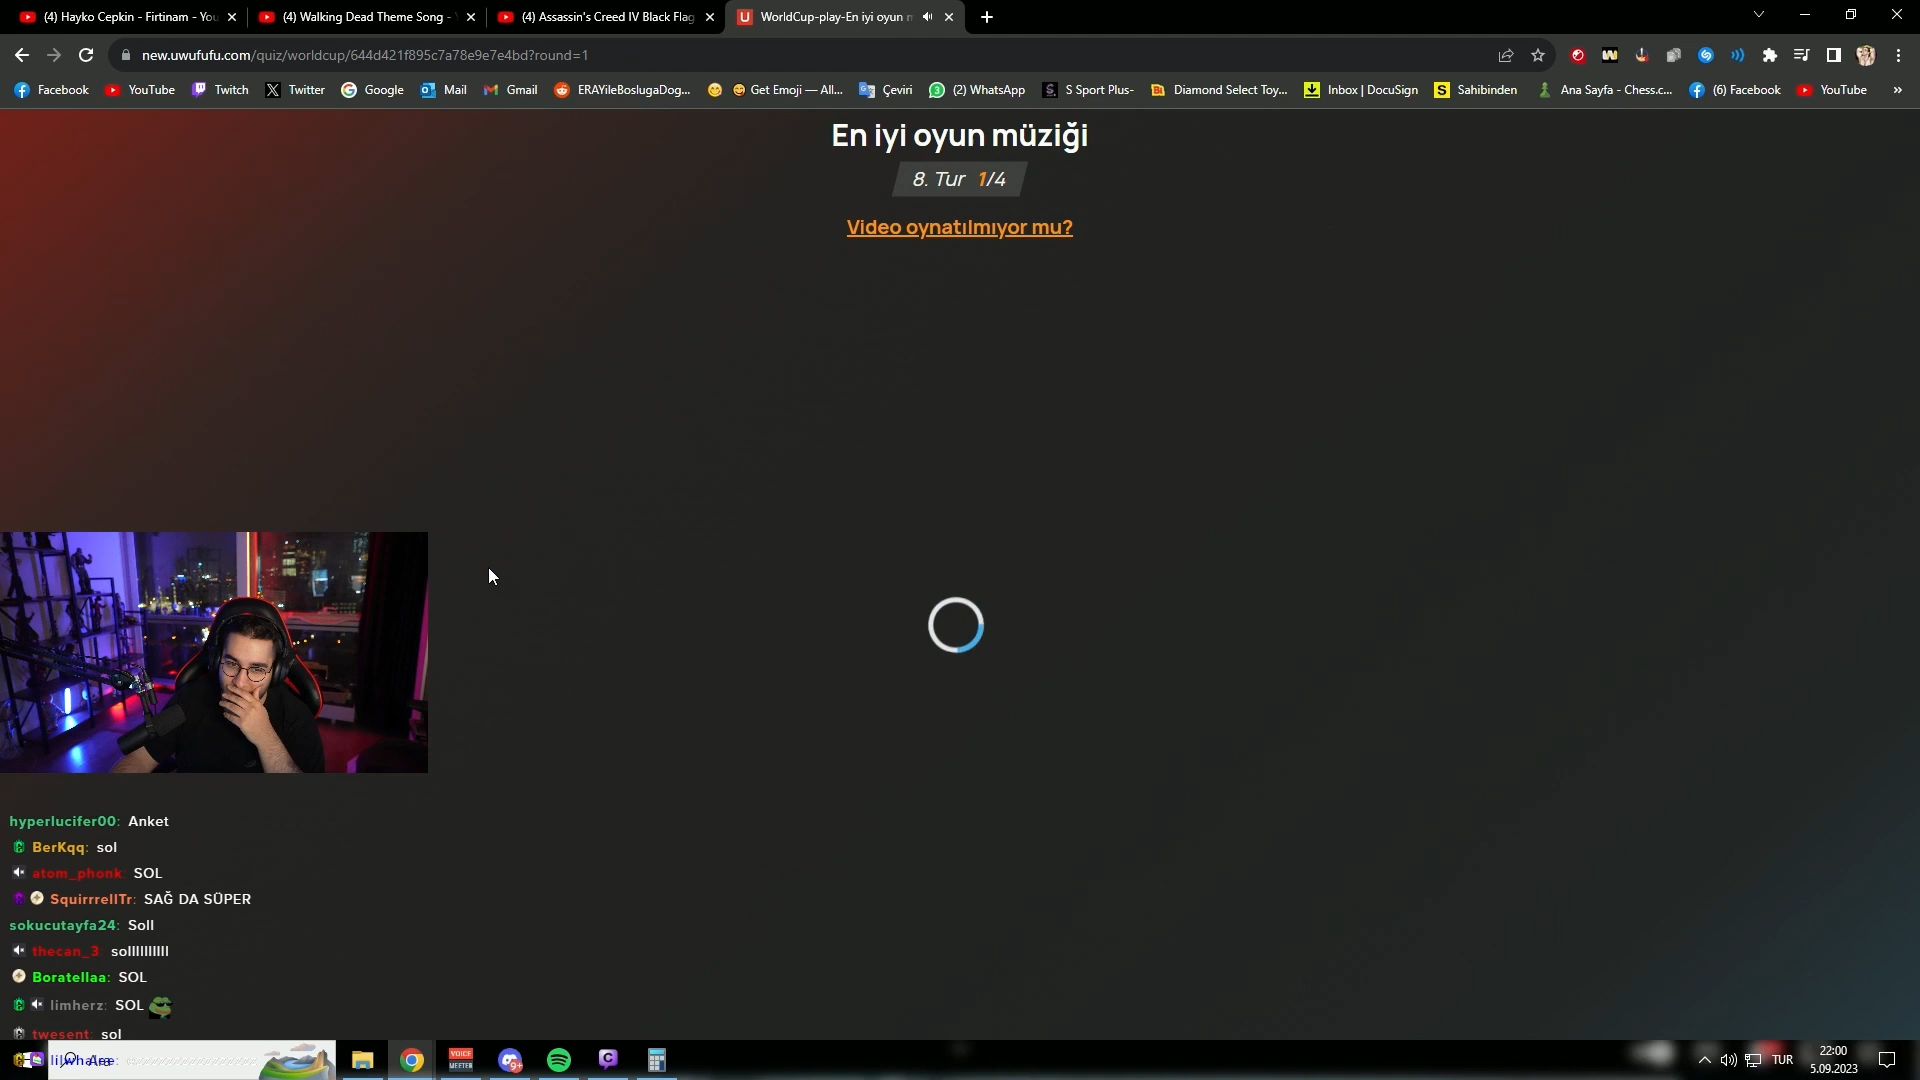 (4) Hayko Cepkin - Firtinam - You
(4) Walking Dead Theme Song - Y
(4) Assassin's Creed IV Black Flag
WorldCup-play-En iyi oyun m
new.uwufufu.com/quiz/worldcup/644d421f895c7a78e9e7e4bd?round=1
Facebook YouTube Twitch Twitter Google Mail Gmail ERAYileBoslugaDog... Get Emoji — All... Çeviri (2) WhatsApp S Sport Plus- Diamond Select Toy... Inbox | DocuSign Sahibinden Ana Sayfa - Chess.c... (6) Facebook YouTube »
En iyi oyun müziği
8. Tur 1/4
Video oynatılmıyor mu?
hyperlucifer00: Anket
BerKqq: sol
atom_phonk: SOL
SquirrrellTr: SAĞ DA SÜPER
sokucutayfa24: Soll
thecan_3: sollllllllll
Boratellaa: SOL
limherz: SOL
twesent: sol
VOICE
MEETER
9+
TUR
22:00
5.09.2023